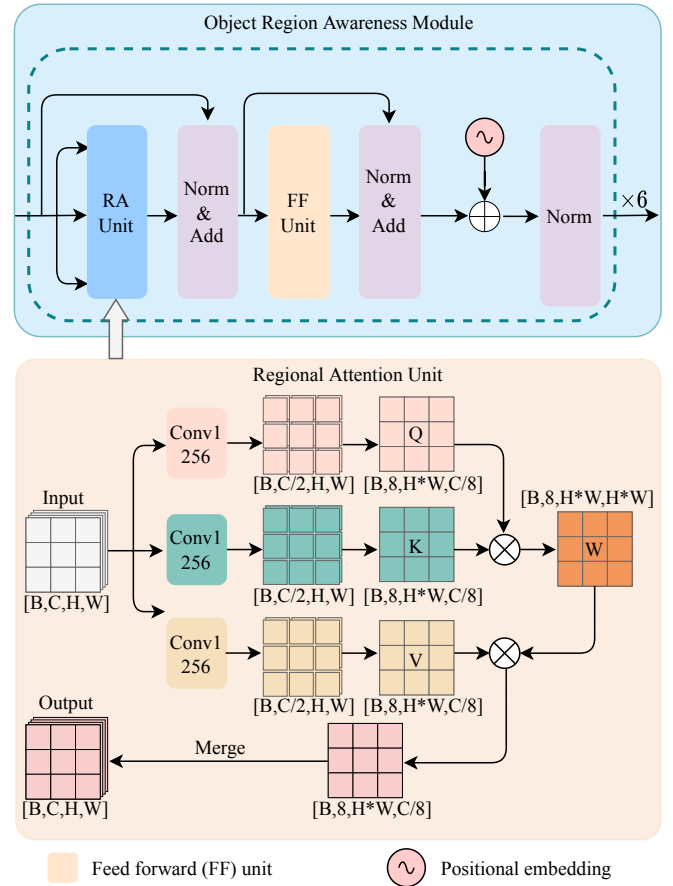 Object Region Awareness Module
RA
Unit
Norm
&
Add
FF
Unit
Norm
&
Add
Norm
×6
Regional Attention Unit
Conv1
256
[B,C/2,H,W]
Q
[B,8,H*W,C/8]
Input
[B,C,H,W]
Conv1
256
[B,C/2,H,W]
K
[B,8,H*W,C/8]
[B,8,H*W,H*W]
W
Conv1
256
[B,C/2,H,W]
V
[B,8,H*W,C/8]
Output
[B,C,H,W]
Merge
[B,8,H*W,C/8]
Feed forward (FF) unit
Positional embedding